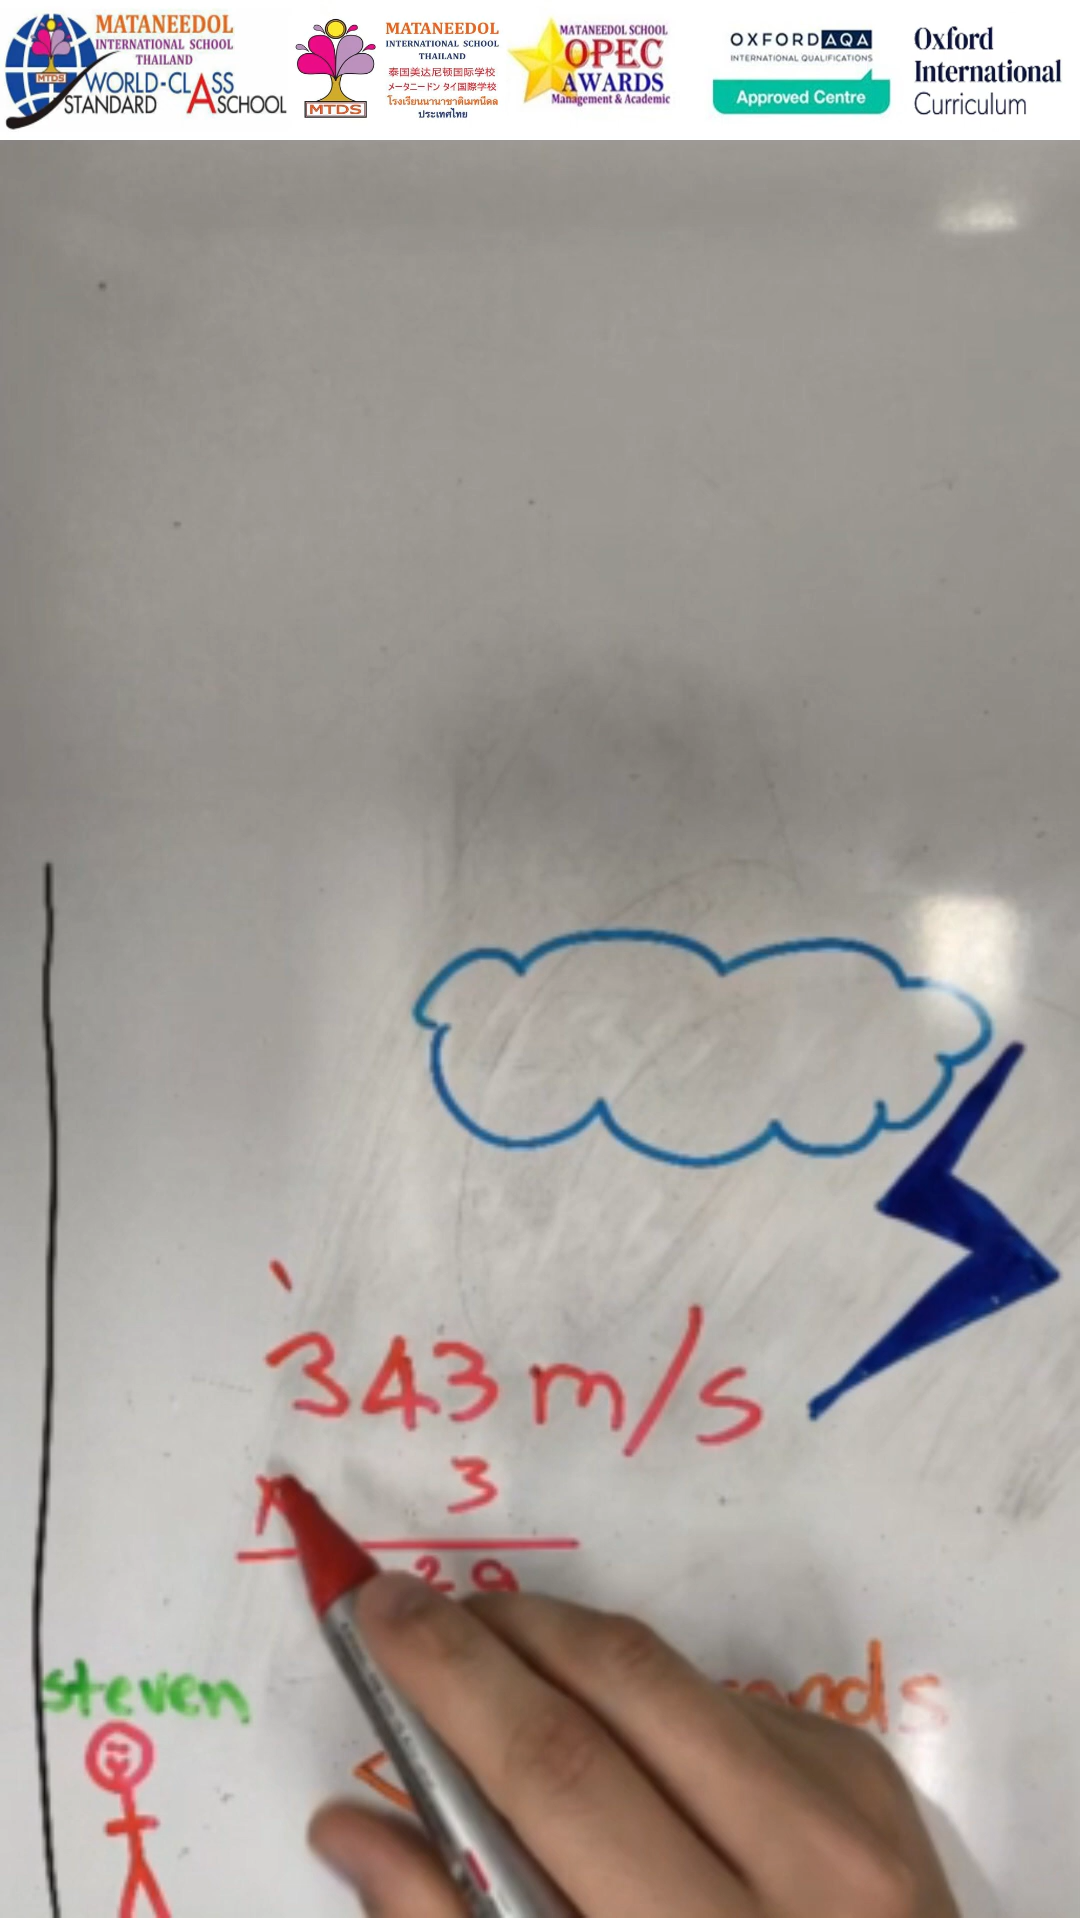 MATANEEDOL
INTERNATIONAL SCHOOL
THAILAND
MTDS
WORLD-CLASS
STANDARD ASCHOOL
MATANEEDOL
INTERNATIONAL SCHOOL
THAILAND
泰国美达尼顿国际学校
メータニードン タイ国際学校
โรงเรียนนานาชาติเมทนีดล
ประเทศไทย
MTDS
MATANEEDOL SCHOOL
OPEC
AWARDS
Management & Academic
OXFORDAQA
INTERNATIONAL QUALIFICATIONS
Approved Centre
Oxford
International
Curriculum
343 m/s
x 3
29
steven